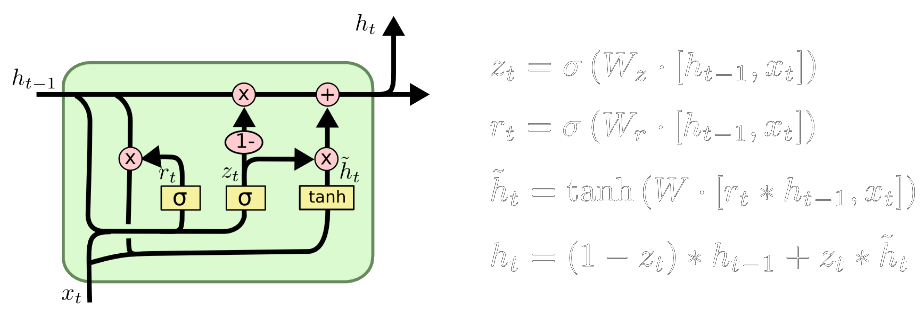 h_t
h_{t-1}
x
+
1-
x
r_t
z_t
x
h̃_t
σ
σ
tanh
x_t
z_t = σ (W_z · [h_{t-1}, x_t])
r_t = σ (W_r · [h_{t-1}, x_t])
h̃_t = tanh (W · [r_t * h_{t-1}, x_t])
h_t = (1 − z_t) * h_{t-1} + z_t * h̃_t